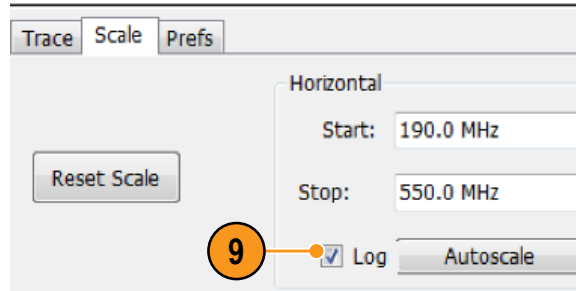 Trace Scale Prefs
Horizontal
Start: 190.0 MHz
Reset Scale
Stop: 550.0 MHz
9 Log Autoscale